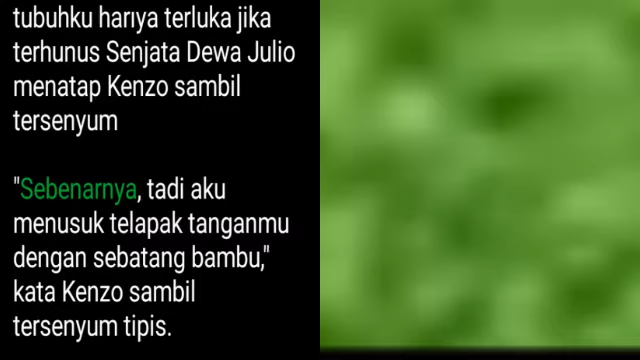 tubuhku hanya terluka jika
terhunus Senjata Dewa Julio
menatap Kenzo sambil
tersenyum
"Sebenarnya, tadi aku
menusuk telapak tanganmu
dengan sebatang bambu,"
kata Kenzo sambil
tersenyum tipis.